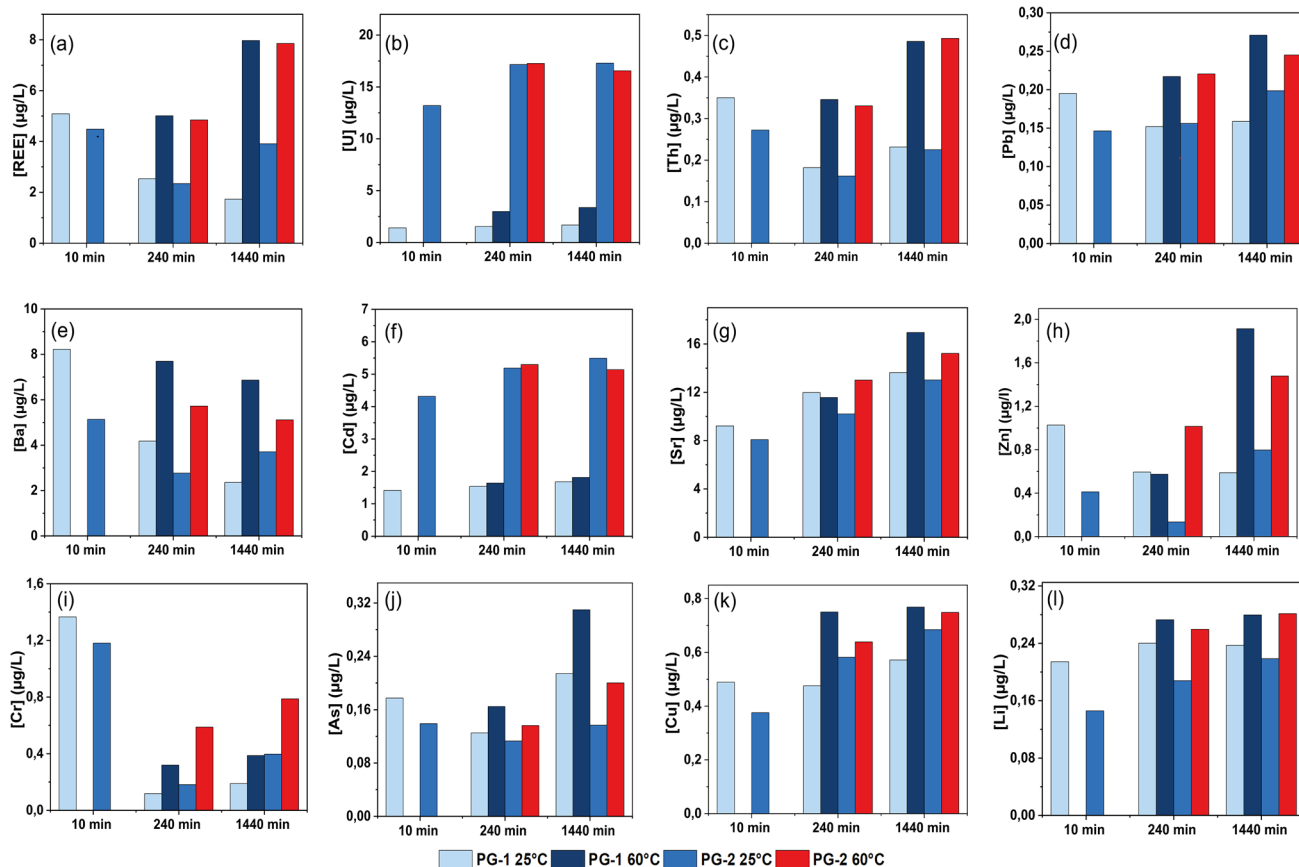 (a)
[REE] (µg/L)
8
6
4
2
0
10 min 240 min 1440 min
(b)
[U] (µg/L)
20
17,5
15
12,5
10
7,5
5
2,5
0
10 min 240 min 1440 min
(c)
[Th] (µg/L)
0,5
0,4
0,3
0,2
0,1
0,0
10 min 240 min 1440 min
(d)
[Pb] (µg/L)
0,30
0,25
0,20
0,15
0,10
0,05
0,00
10 min 240 min 1440 min
(e)
[Ba] (µg/L)
10
8
6
4
2
0
10 min 240 min 1440 min
(f)
[Cd] (µg/L)
7
6
5
4
3
2
1
0
10 min 240 min 1440 min
(g)
[Sr] (µg/L)
16
12
8
4
0
10 min 240 min 1440 min
(h)
[Zn] (µg/l)
2,0
1,6
1,2
0,8
0,4
0,0
10 min 240 min 1440 min
(i)
[Cr] (µg/L)
1,6
1,2
0,8
0,4
0,0
10 min 240 min 1440 min
(j)
[As] (µg/L)
0,32
0,24
0,16
0,08
0,00
10 min 240 min 1440 min
(k)
[Cu] (µg/L)
0,8
0,6
0,4
0,2
0,0
10 min 240 min 1440 min
(l)
[Li] (µg/L)
0,32
0,24
0,16
0,08
0,00
10 min 240 min 1440 min
PG-1 25°C PG-1 60°C PG-2 25°C PG-2 60°C